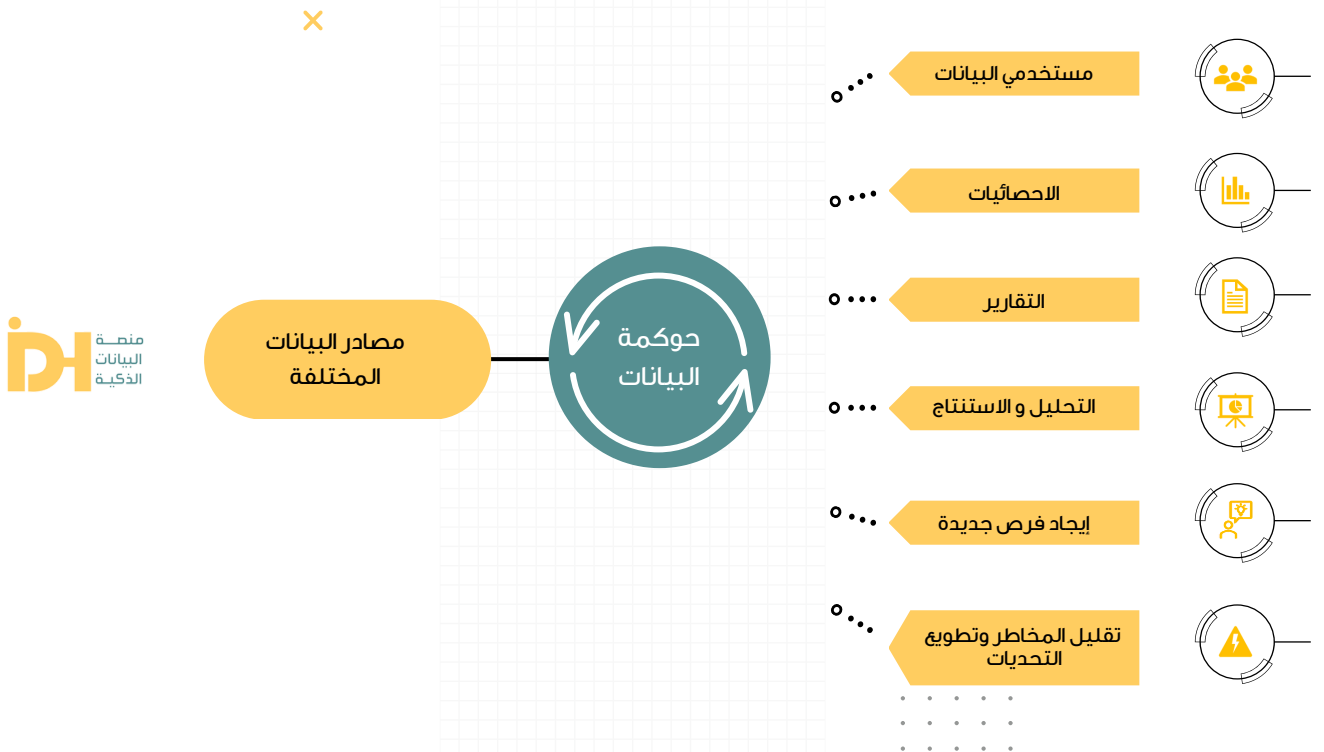 مستخدمي البيانات
الاحصائيات
التقارير
التحليل و الاستنتاج
إيجاد فرص جديدة
تقليل المخاطر وتطويع
التحديات
حوكمة
البيانات
مصادر البيانات
المختلفة
iDH
منصة
البيانات
الذكية